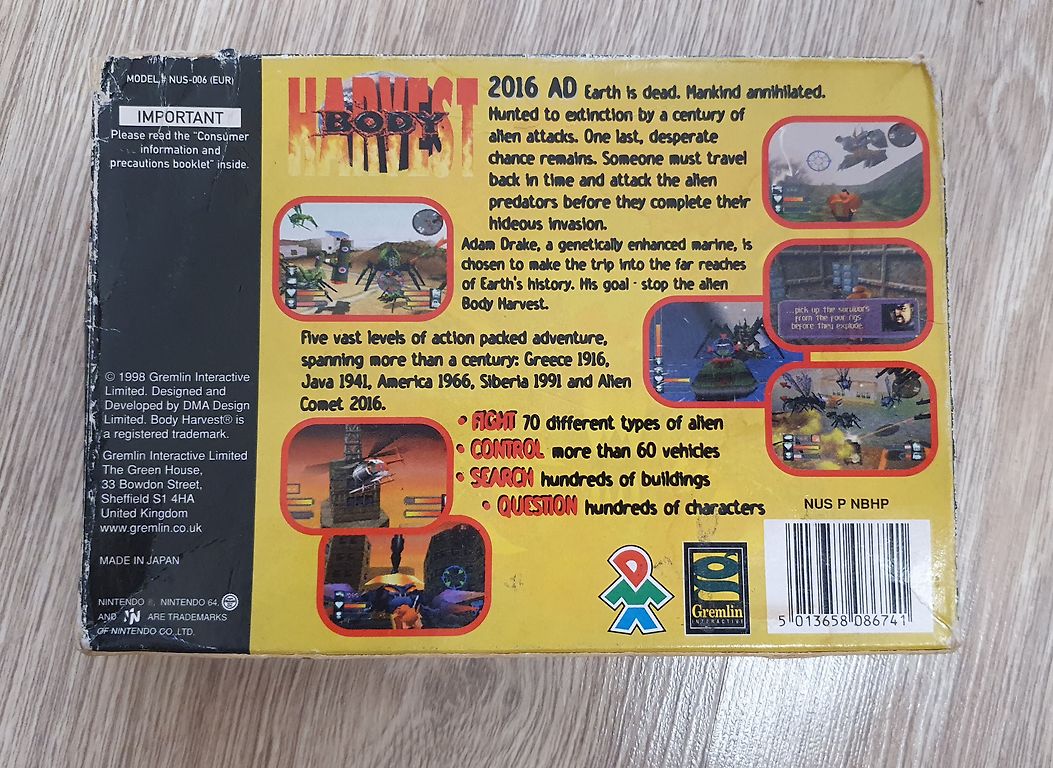 MODEL # NUS-006 (EUR)
IMPORTANT
Please read the "Consumer
information and
precautions booklet" inside.
© 1998 Gremlin Interactive
Limited. Designed and
Developed by DMA Design
Limited. Body Harvest® is
a registered trademark.
Gremlin Interactive Limited
The Green House,
33 Bowdon Street,
Sheffield S1 4HA
United Kingdom
www.gremlin.co.uk
MADE IN JAPAN
NINTENDO ®, NINTENDO 64,
AND N ARE TRADEMARKS
OF NINTENDO CO., LTD.
HARVEST
BODY
2016 AD Earth is dead. Mankind annihilated.
Hunted to extinction by a century of
alien attacks. One last, desperate
chance remains. Someone must travel
back in time and attack the alien
predators before they complete their
hideous invasion.
Adam Drake, a genetically enhanced marine, is
chosen to make the trip into the far reaches
of Earth's history. His goal - stop the alien
Body Harvest.
Five vast levels of action packed adventure,
spanning more than a century: Greece 1916,
Java 1941, America 1966, Siberia 1991 and Alien
Comet 2016.
...pick up the survivors
from the four rigs
before they explode.
• FIGHT 70 different types of alien
• CONTROL more than 60 vehicles
• SEARCH hundreds of buildings
• QUESTION hundreds of characters
NUS P NBHP
DMA
g
Gremlin
INTERACTIVE
5 013658 086741